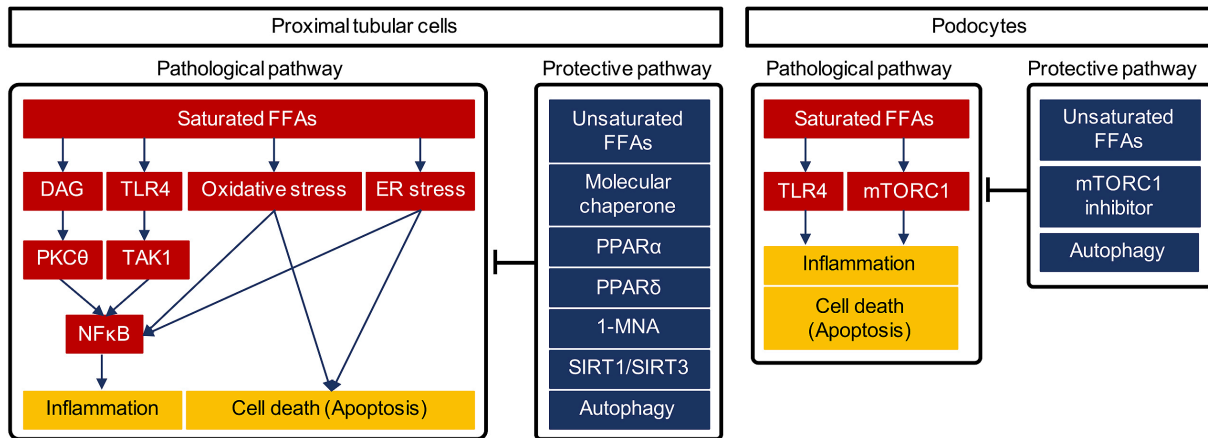 Proximal tubular cells
Pathological pathway
Saturated FFAs
DAG
TLR4
Oxidative stress
ER stress
PKCθ
TAK1
NFκB
Inflammation
Cell death (Apoptosis)
Protective pathway
Unsaturated
FFAs
Molecular
chaperone
PPARα
PPARδ
1-MNA
SIRT1/SIRT3
Autophagy
Podocytes
Pathological pathway
Saturated FFAs
TLR4
mTORC1
Inflammation
Cell death
(Apoptosis)
Protective pathway
Unsaturated
FFAs
mTORC1
inhibitor
Autophagy